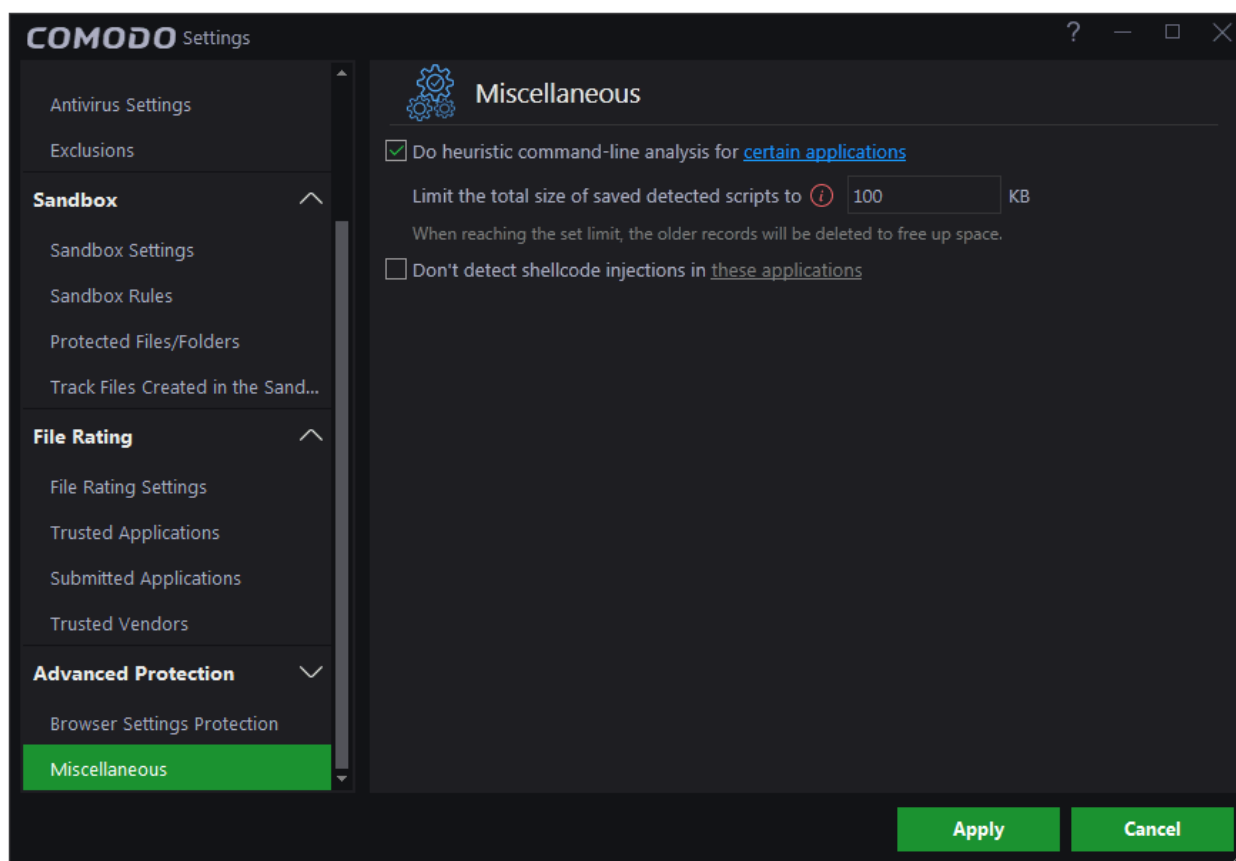 COMODO Settings
?
Antivirus Settings
Exclusions
Sandbox
Sandbox Settings
Sandbox Rules
Protected Files/Folders
Track Files Created in the Sand...
File Rating
File Rating Settings
Trusted Applications
Submitted Applications
Trusted Vendors
Advanced Protection
Browser Settings Protection
Miscellaneous
Miscellaneous
Do heuristic command-line analysis for certain applications
Limit the total size of saved detected scripts to i 100 KB
When reaching the set limit, the older records will be deleted to free up space.
Don't detect shellcode injections in these applications
Apply Cancel